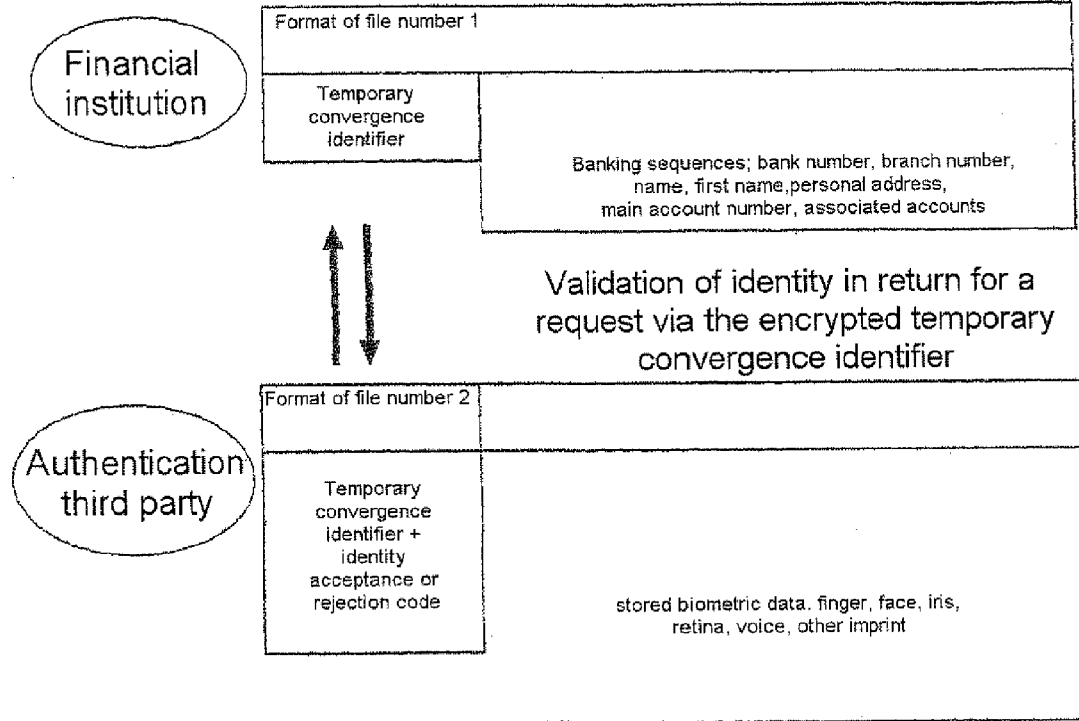 Financial
institution
Format of file number 1
Temporary
convergence
identifier
Banking sequences; bank number, branch number,
name, first name,personal address,
main account number, associated accounts
Validation of identity in return for a
request via the encrypted temporary
convergence identifier
Authentication
third party
Format of file number 2
Temporary
convergence
identifier +
identity
acceptance or
rejection code
stored biometric data. finger, face, iris,
retina, voice, other imprint